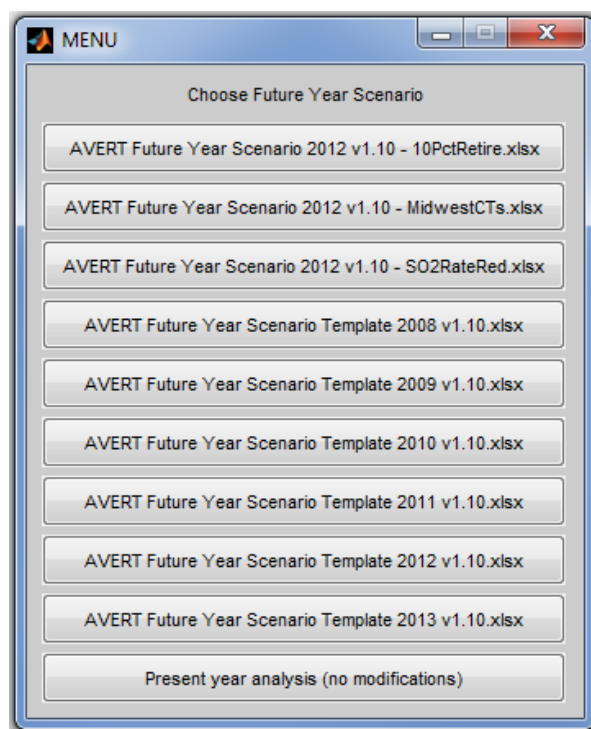 MENU
Choose Future Year Scenario
AVERT Future Year Scenario 2012 v1.10 - 10PctRetire.xlsx
AVERT Future Year Scenario 2012 v1.10 - MidwestCTs.xlsx
AVERT Future Year Scenario 2012 v1.10 - SO2RateRed.xlsx
AVERT Future Year Scenario Template 2008 v1.10.xlsx
AVERT Future Year Scenario Template 2009 v1.10.xlsx
AVERT Future Year Scenario Template 2010 v1.10.xlsx
AVERT Future Year Scenario Template 2011 v1.10.xlsx
AVERT Future Year Scenario Template 2012 v1.10.xlsx
AVERT Future Year Scenario Template 2013 v1.10.xlsx
Present year analysis (no modifications)